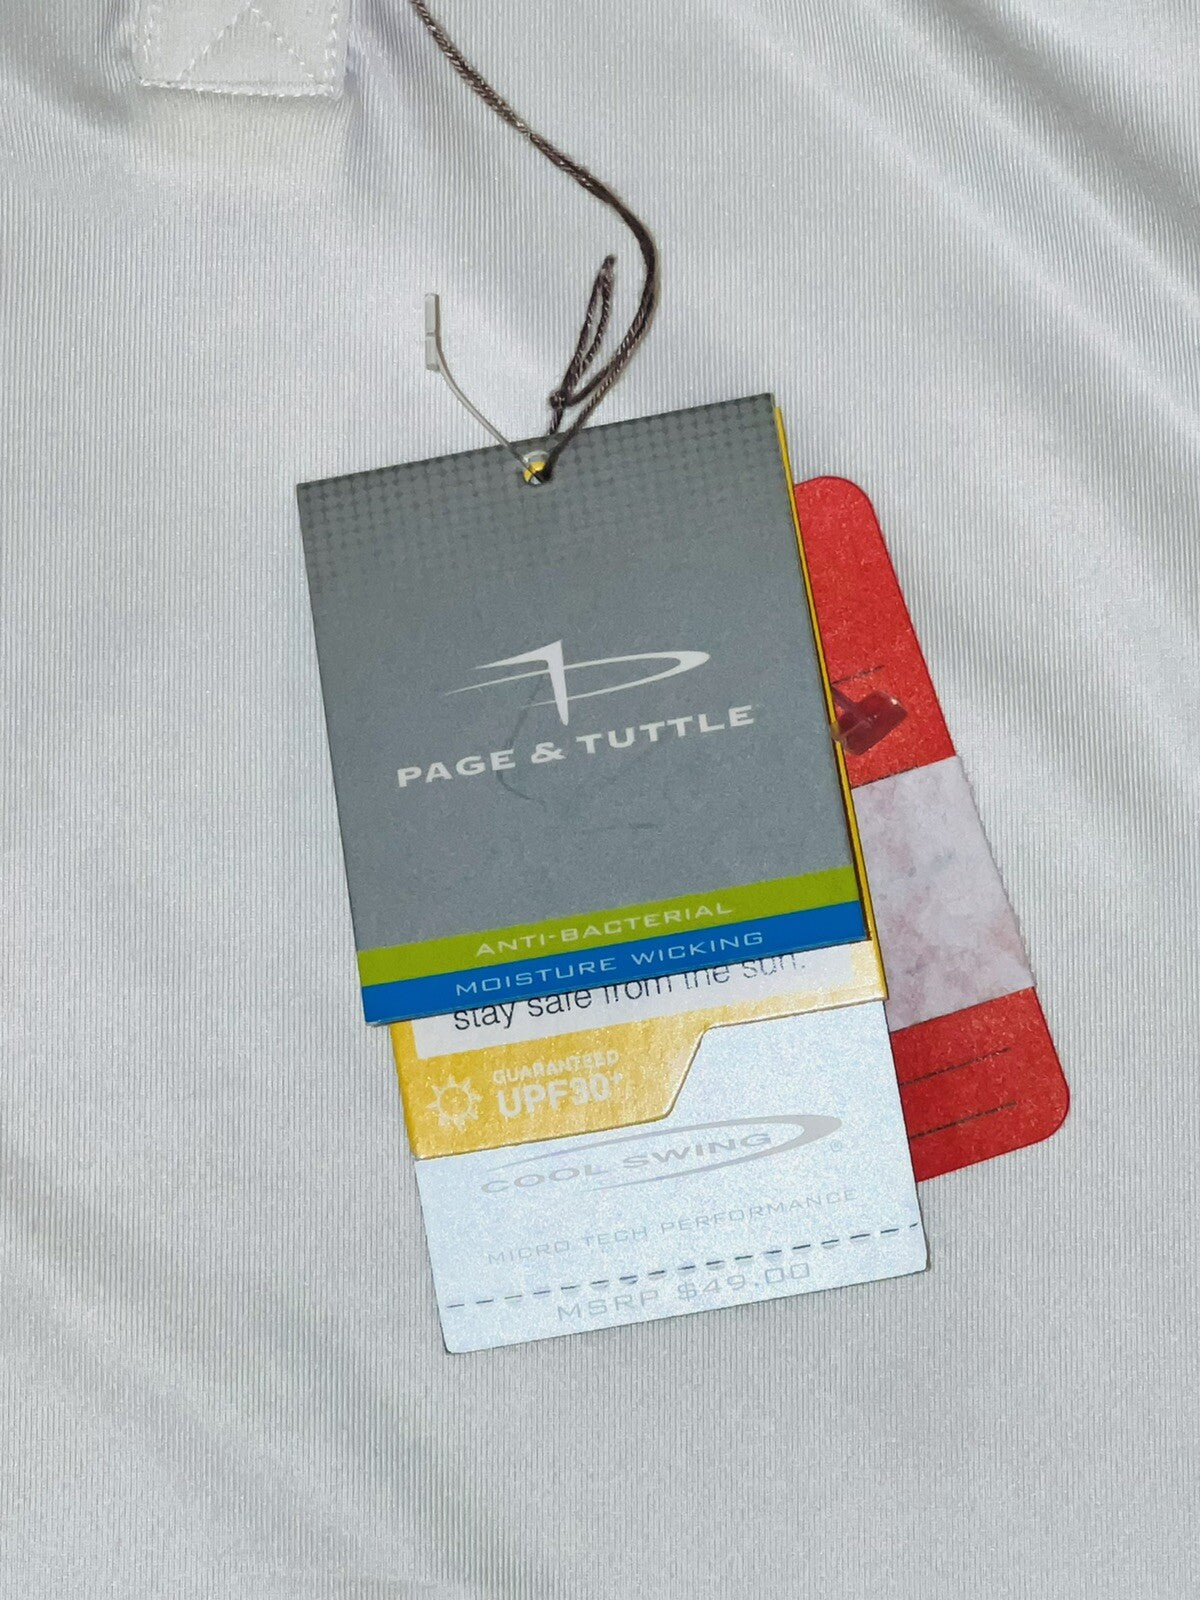 PAGE & TUTTLE
ANTI-BACTERIAL
MOISTURE WICKING
stay safe from the sun.
GUARANTEED
UPF30+
COOL SWING®
MICRO TECH PERFORMANCE
MSRP $49.00